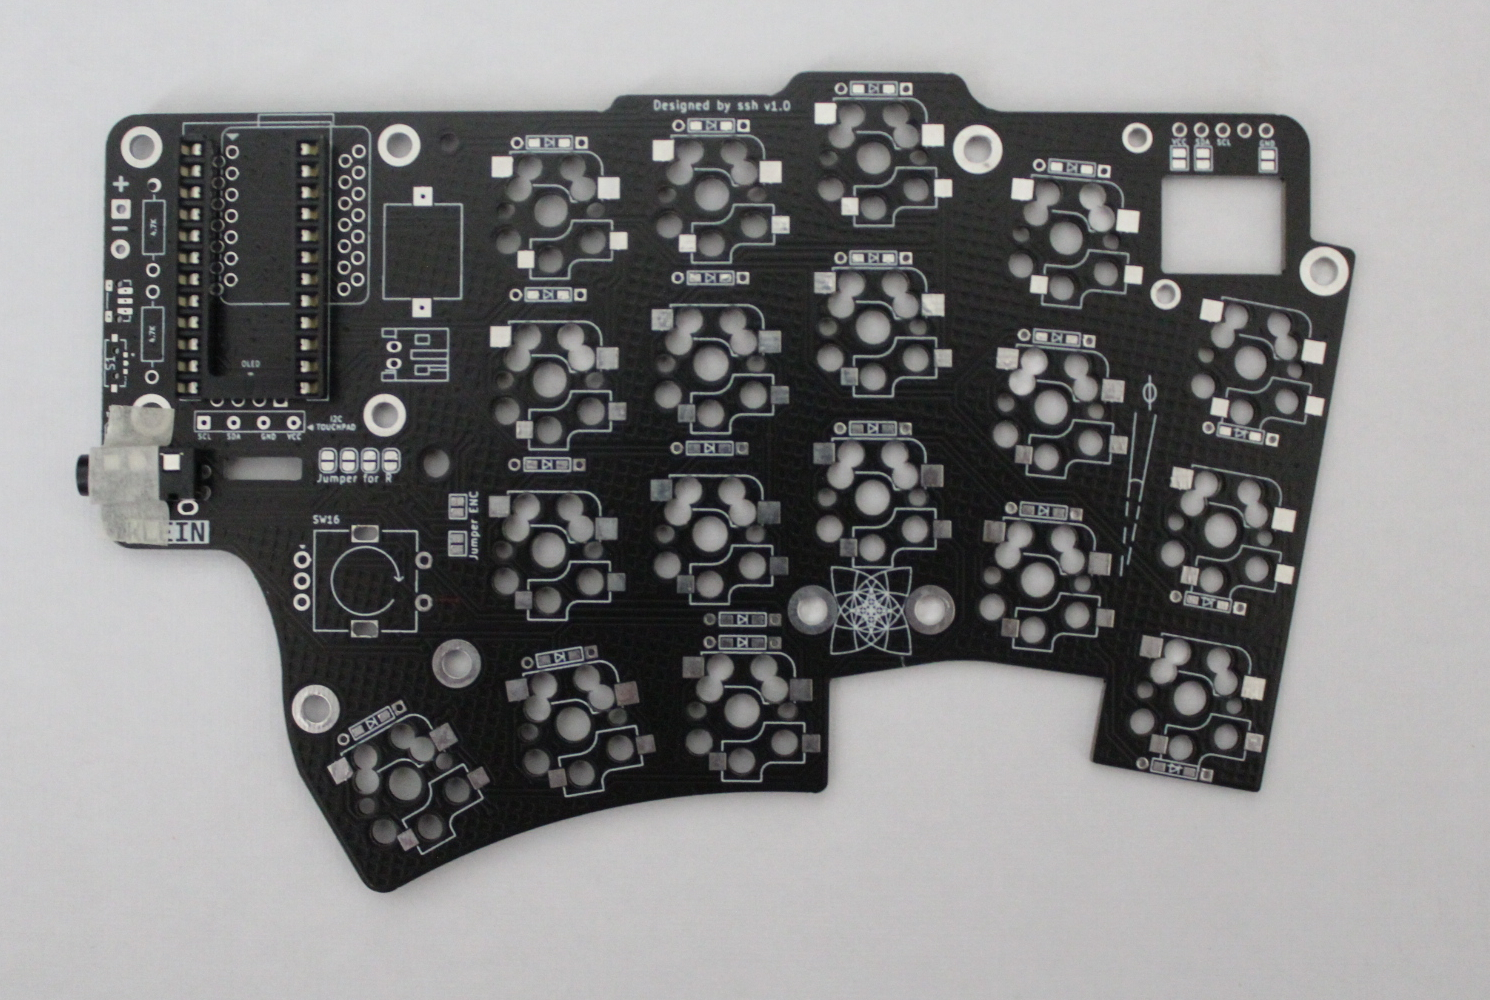 Designed by ssh v1.0
VCC
SDA
SCL
GND
+
4.7K
4.7K
S1
OLED
SCL SDA GND VCC
I2C
TOUCHPAD
Jumper for R
Jumper ENC
SW16
KLEIN
Φ